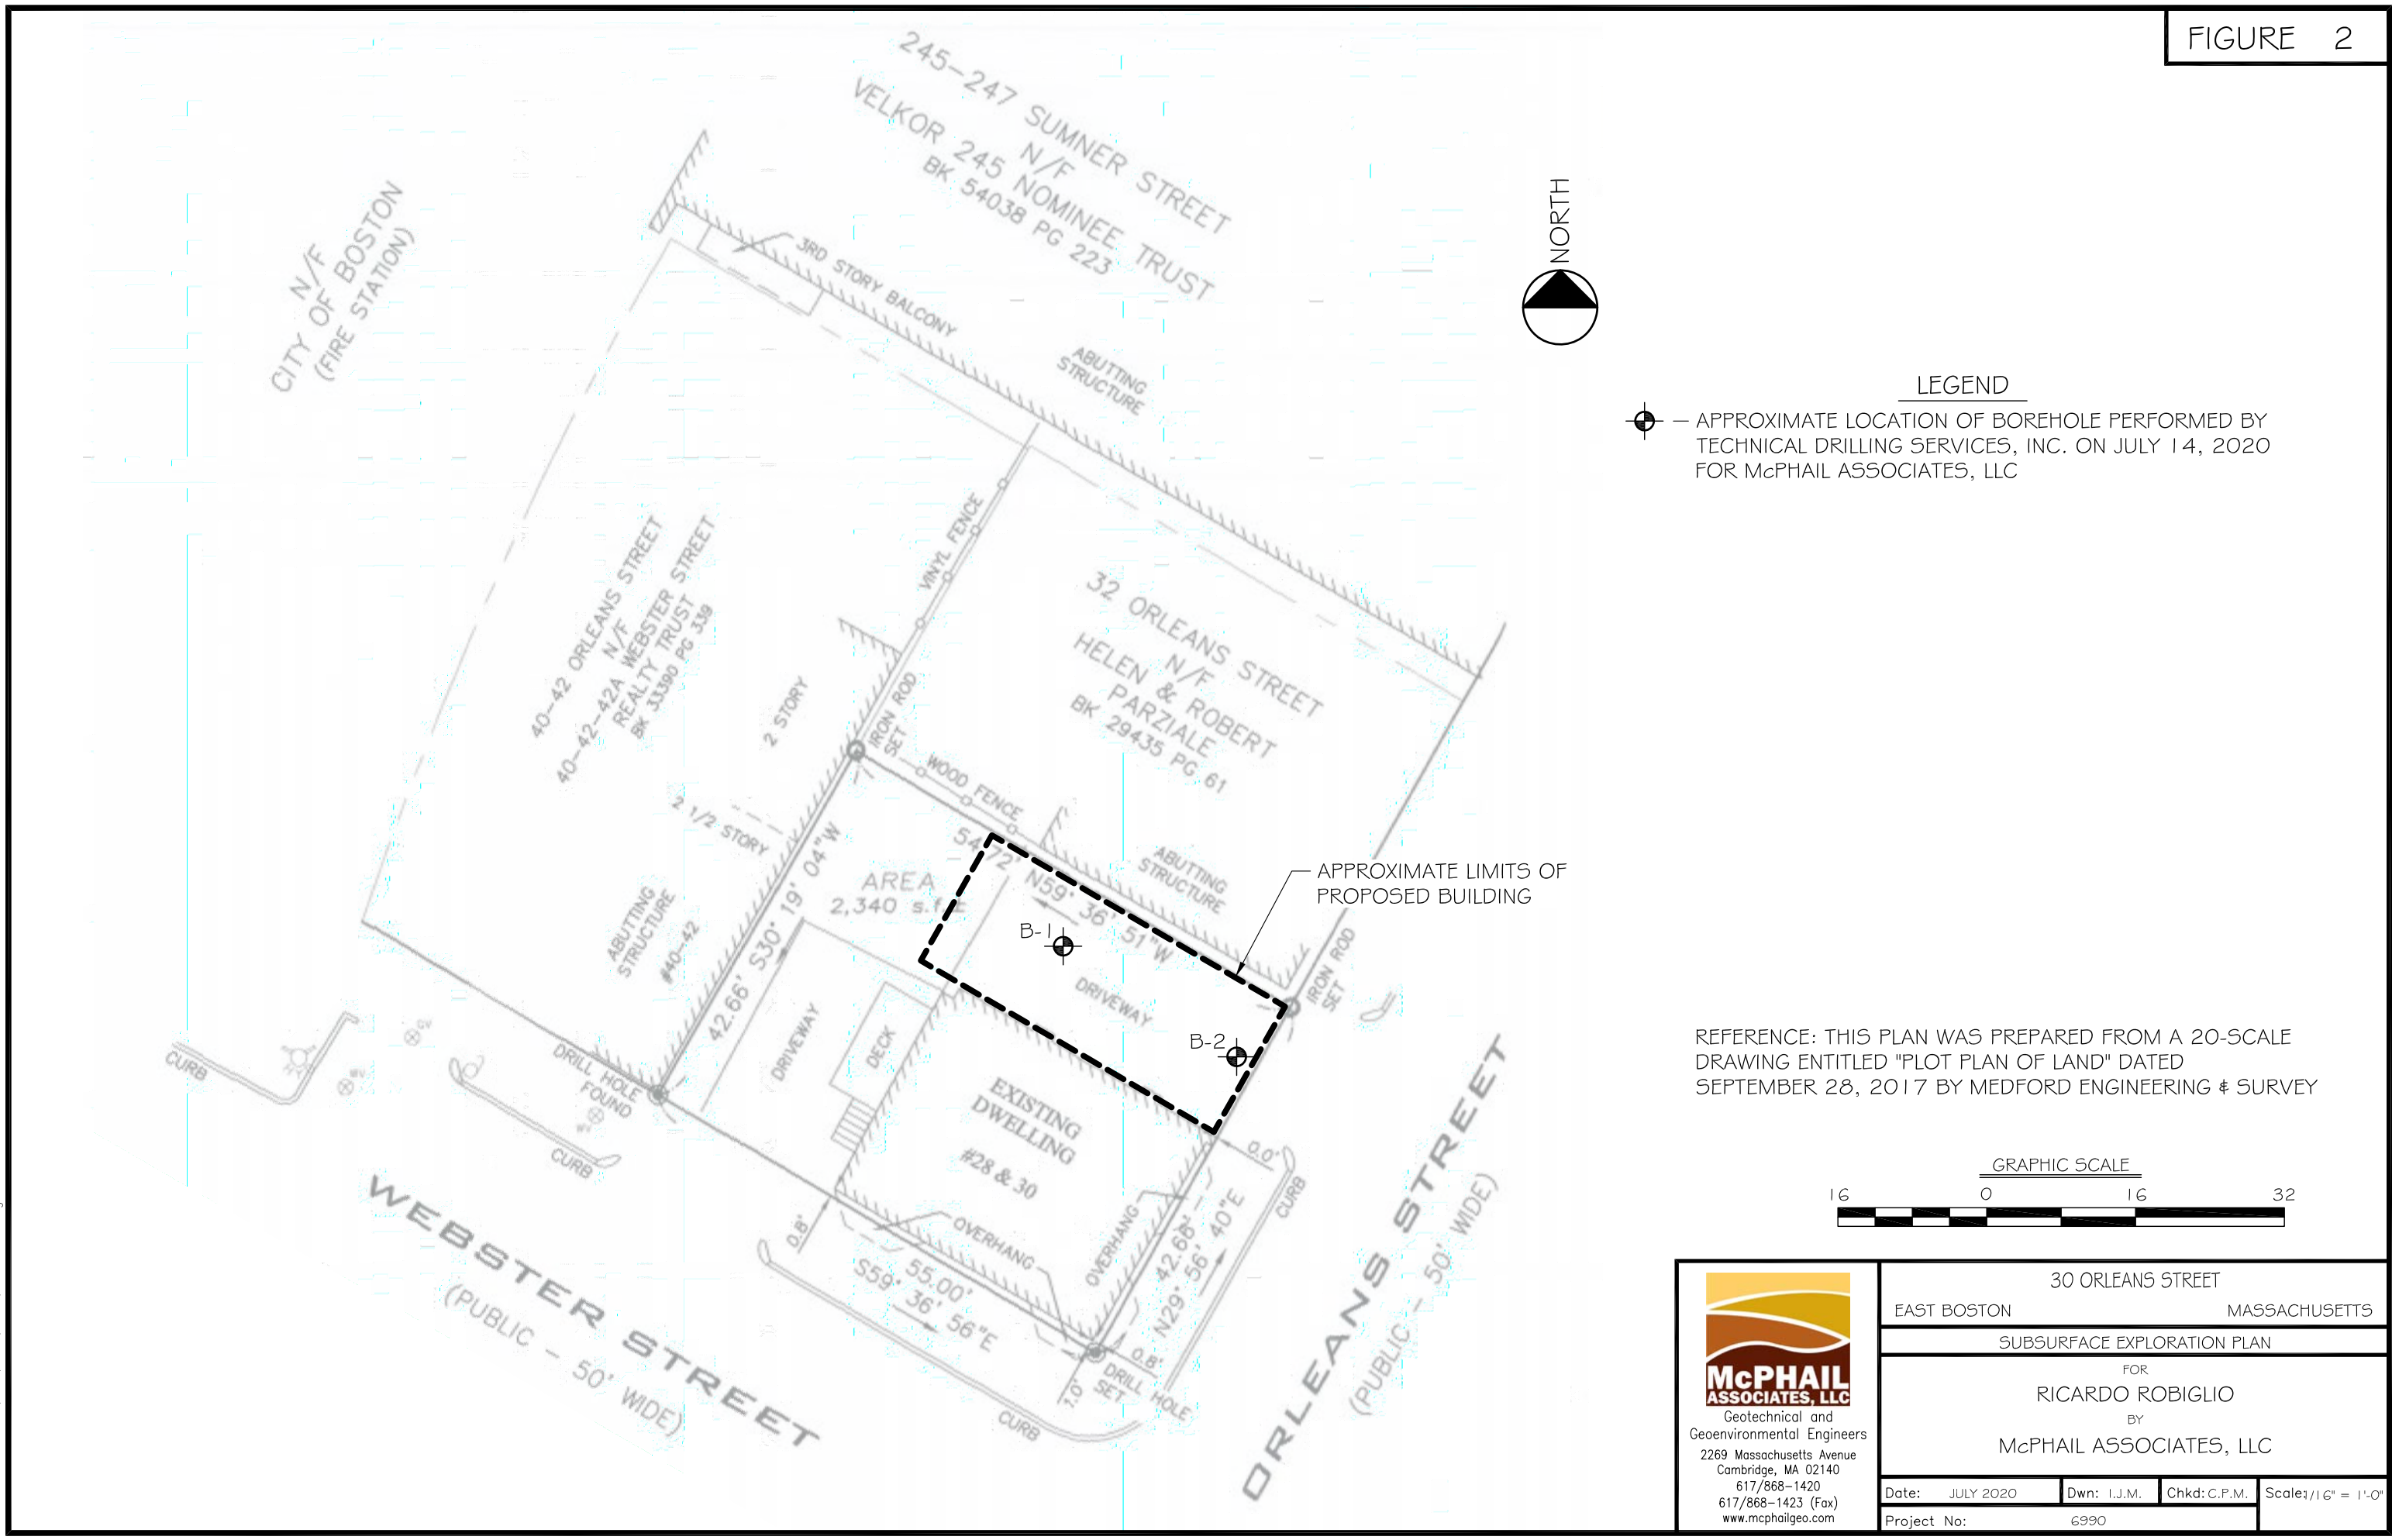 FIGURE 2
245-247 SUMNER STREET
N/F
VELKOR 245 NOMINEE TRUST
BK 54038 PG 223
N/F
CITY OF BOSTON
(FIRE STATION)
3RD STORY BALCONY
ABUTTING
STRUCTURE
NORTH
LEGEND
— APPROXIMATE LOCATION OF BOREHOLE PERFORMED BY
TECHNICAL DRILLING SERVICES, INC. ON JULY 14, 2020
FOR McPHAIL ASSOCIATES, LLC
VINYL FENCE
40-42 ORLEANS STREET
N/F
40-42-42A WEBSTER STREET
REALTY TRUST
BK 33390 PG 339
32 ORLEANS STREET
N/F
HELEN & ROBERT
PARZIALE
BK 29435 PG 61
2 STORY
IRON ROD
SET
WOOD FENCE
2 1/2 STORY
54.72' N59° 36' 51"W
ABUTTING
STRUCTURE
APPROXIMATE LIMITS OF
PROPOSED BUILDING
AREA
2,340 s.f.±
42.66' S30° 19' 04"W
ABUTTING
STRUCTURE
#40-42
B-1
DRIVEWAY
IRON ROD
SET
B-2
DRIVEWAY
DECK
DRILL HOLE
FOUND
CURB
CURB
GV
WV
WV
EXISTING
DWELLING
#28 & 30
REFERENCE: THIS PLAN WAS PREPARED FROM A 20-SCALE
DRAWING ENTITLED "PLOT PLAN OF LAND" DATED
SEPTEMBER 28, 2017 BY MEDFORD ENGINEERING & SURVEY
0.0'
CURB
OVERHANG
OVERHANG
0.8'
42.66'
N29° 56' 40"E
55.00'
S59° 36' 56"E
0.8'
1.0'
DRILL HOLE
SET
CURB
WEBSTER STREET
(PUBLIC - 50' WIDE)
ORLEANS STREET
(PUBLIC - 50' WIDE)
GRAPHIC SCALE
16 0 16 32
McPHAIL
ASSOCIATES, LLC
Geotechnical and
Geoenvironmental Engineers
2269 Massachusetts Avenue
Cambridge, MA 02140
617/868-1420
617/868-1423 (Fax)
www.mcphailgeo.com
30 ORLEANS STREET
EAST BOSTON MASSACHUSETTS
SUBSURFACE EXPLORATION PLAN
FOR
RICARDO ROBIGLIO
BY
McPHAIL ASSOCIATES, LLC
Date: JULY 2020 Dwn: I.J.M. Chkd: C.P.M. Scale: 1/16" = 1'-0"
Project No: 6990